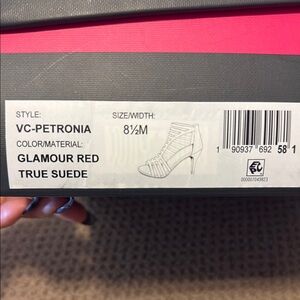 STYLE: SIZE/WIDTH:
VC-PETRONIA 8½M
COLOR/MATERIAL:
GLAMOUR RED
TRUE SUEDE
1 90937 692 58 1